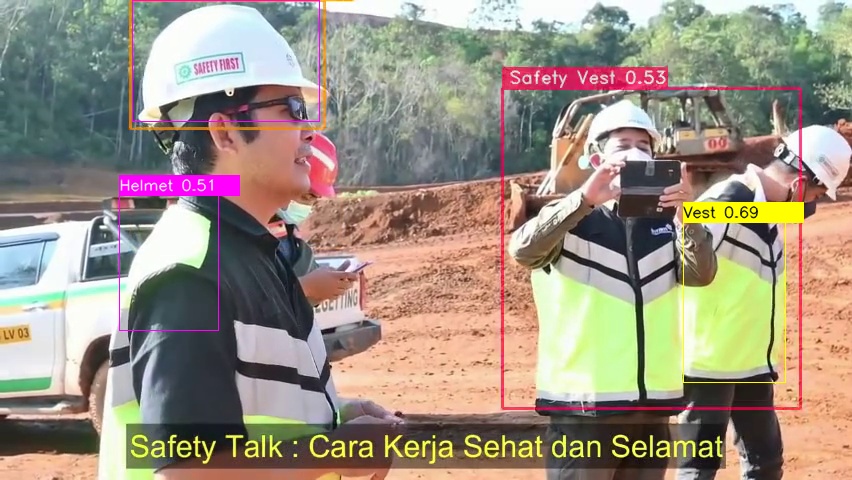 SAFETY FIRST
Safety Vest 0.53
Helmet 0.51
Vest 0.69
LV 03
Safety Talk : Cara Kerja Sehat dan Selamat